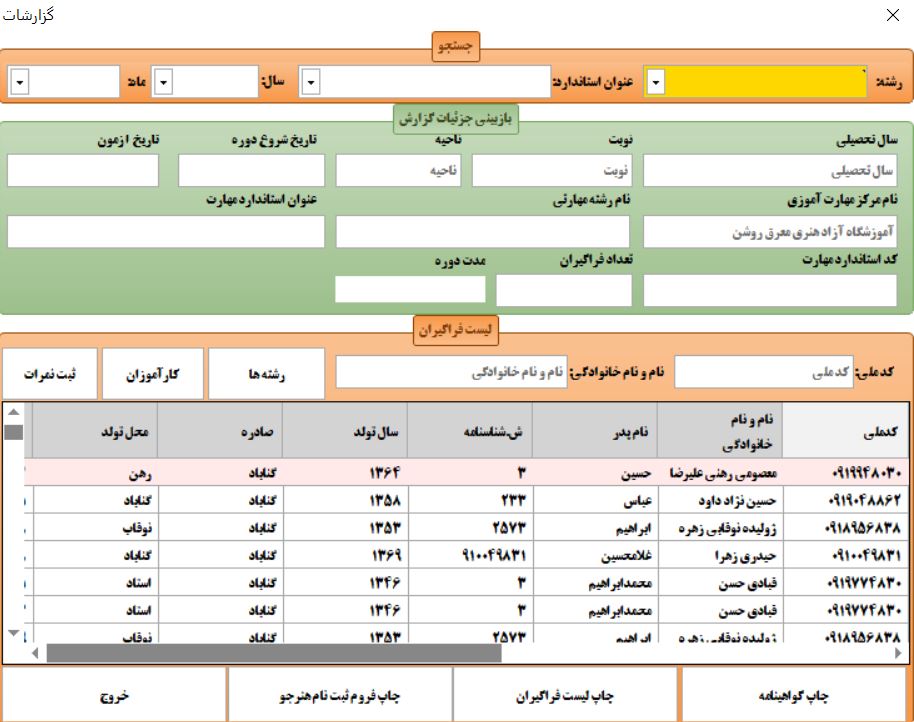 گزارشات
جستجو
رشته: عنوان استاندارد: سال: ماه:
بازبینی جزئیات گزارش
سال تحصیلی نوبت ناحیه تاریخ شروع دوره تاریخ ازمون
سال تحصیلی نوبت ناحیه
نام مرکز مهارت آموزی نام رشته مهارتی عنوان استاندارد مهارت
آموزشگاه آزاد هنری معرق روشن
کد استاندارد مهارت تعداد فراگیران مدت دوره
لیست فراگیران
کدملی: کدملی نام و نام خانوادگی: نام و نام خانوادگی رشته ها کارآموزان ثبت نمرات
کدملی نام و نام خانوادگی نام پدر ش.شناسنامه سال تولد صادره محل تولد
۰۹۱۹۹۴۸۰۳۰ معصومی رهنی علیرضا حسین ۳ ۱۳۶۴ گناباد رهن
۰۹۱۹۰۴۸۸۶۲ حسین نژاد داود عباس ۲۳۳ ۱۳۵۸ گناباد گناباد
۰۹۱۸۹۵۶۸۳۸ ژولیده نوقابی زهره ابراهیم ۲۵۷۳ ۱۳۵۳ گناباد نوقاب
۰۹۱۰۰۴۹۸۳۱ حیدری زهرا غلامحسین ۹۱۰۰۴۹۸۳۱ ۱۳۶۹ گناباد گناباد
۰۹۱۹۷۷۴۸۳۰ قبادی حسن محمدابراهیم ۳ ۱۳۴۶ گناباد استاد
۰۹۱۹۷۷۴۸۳۰ قبادی حسن محمدابراهیم ۳ ۱۳۴۶ گناباد استاد
۰۹۱۸۹۵۶۸۳۸ ژولیده نوقابی زهره ابراهیم ۲۵۷۳ ۱۳۵۳ گناباد نوقاب
چاپ گواهینامه چاپ لیست فراگیران چاپ فروم ثبت نام هنرجو خروج